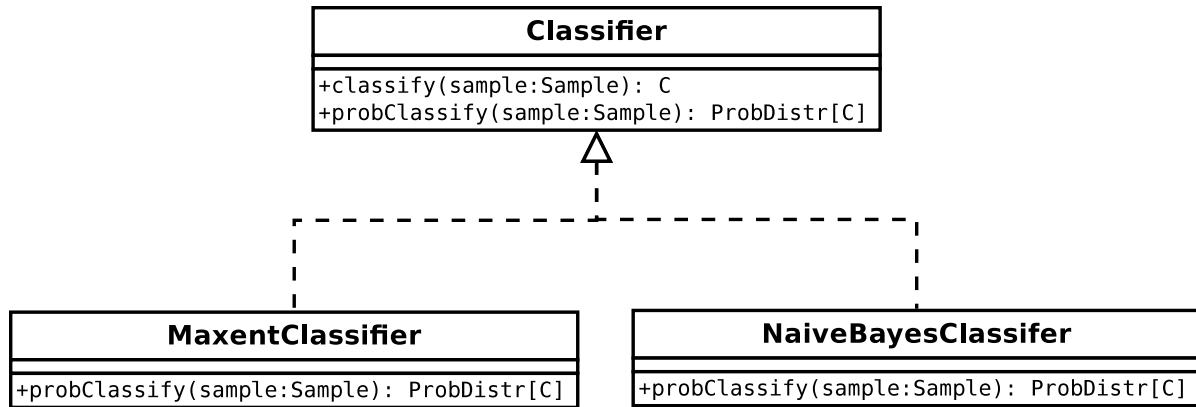 Classifier
+classify(sample:Sample): C
+probClassify(sample:Sample): ProbDistr[C]
MaxentClassifier
+probClassify(sample:Sample): ProbDistr[C]
NaiveBayesClassifer
+probClassify(sample:Sample): ProbDistr[C]